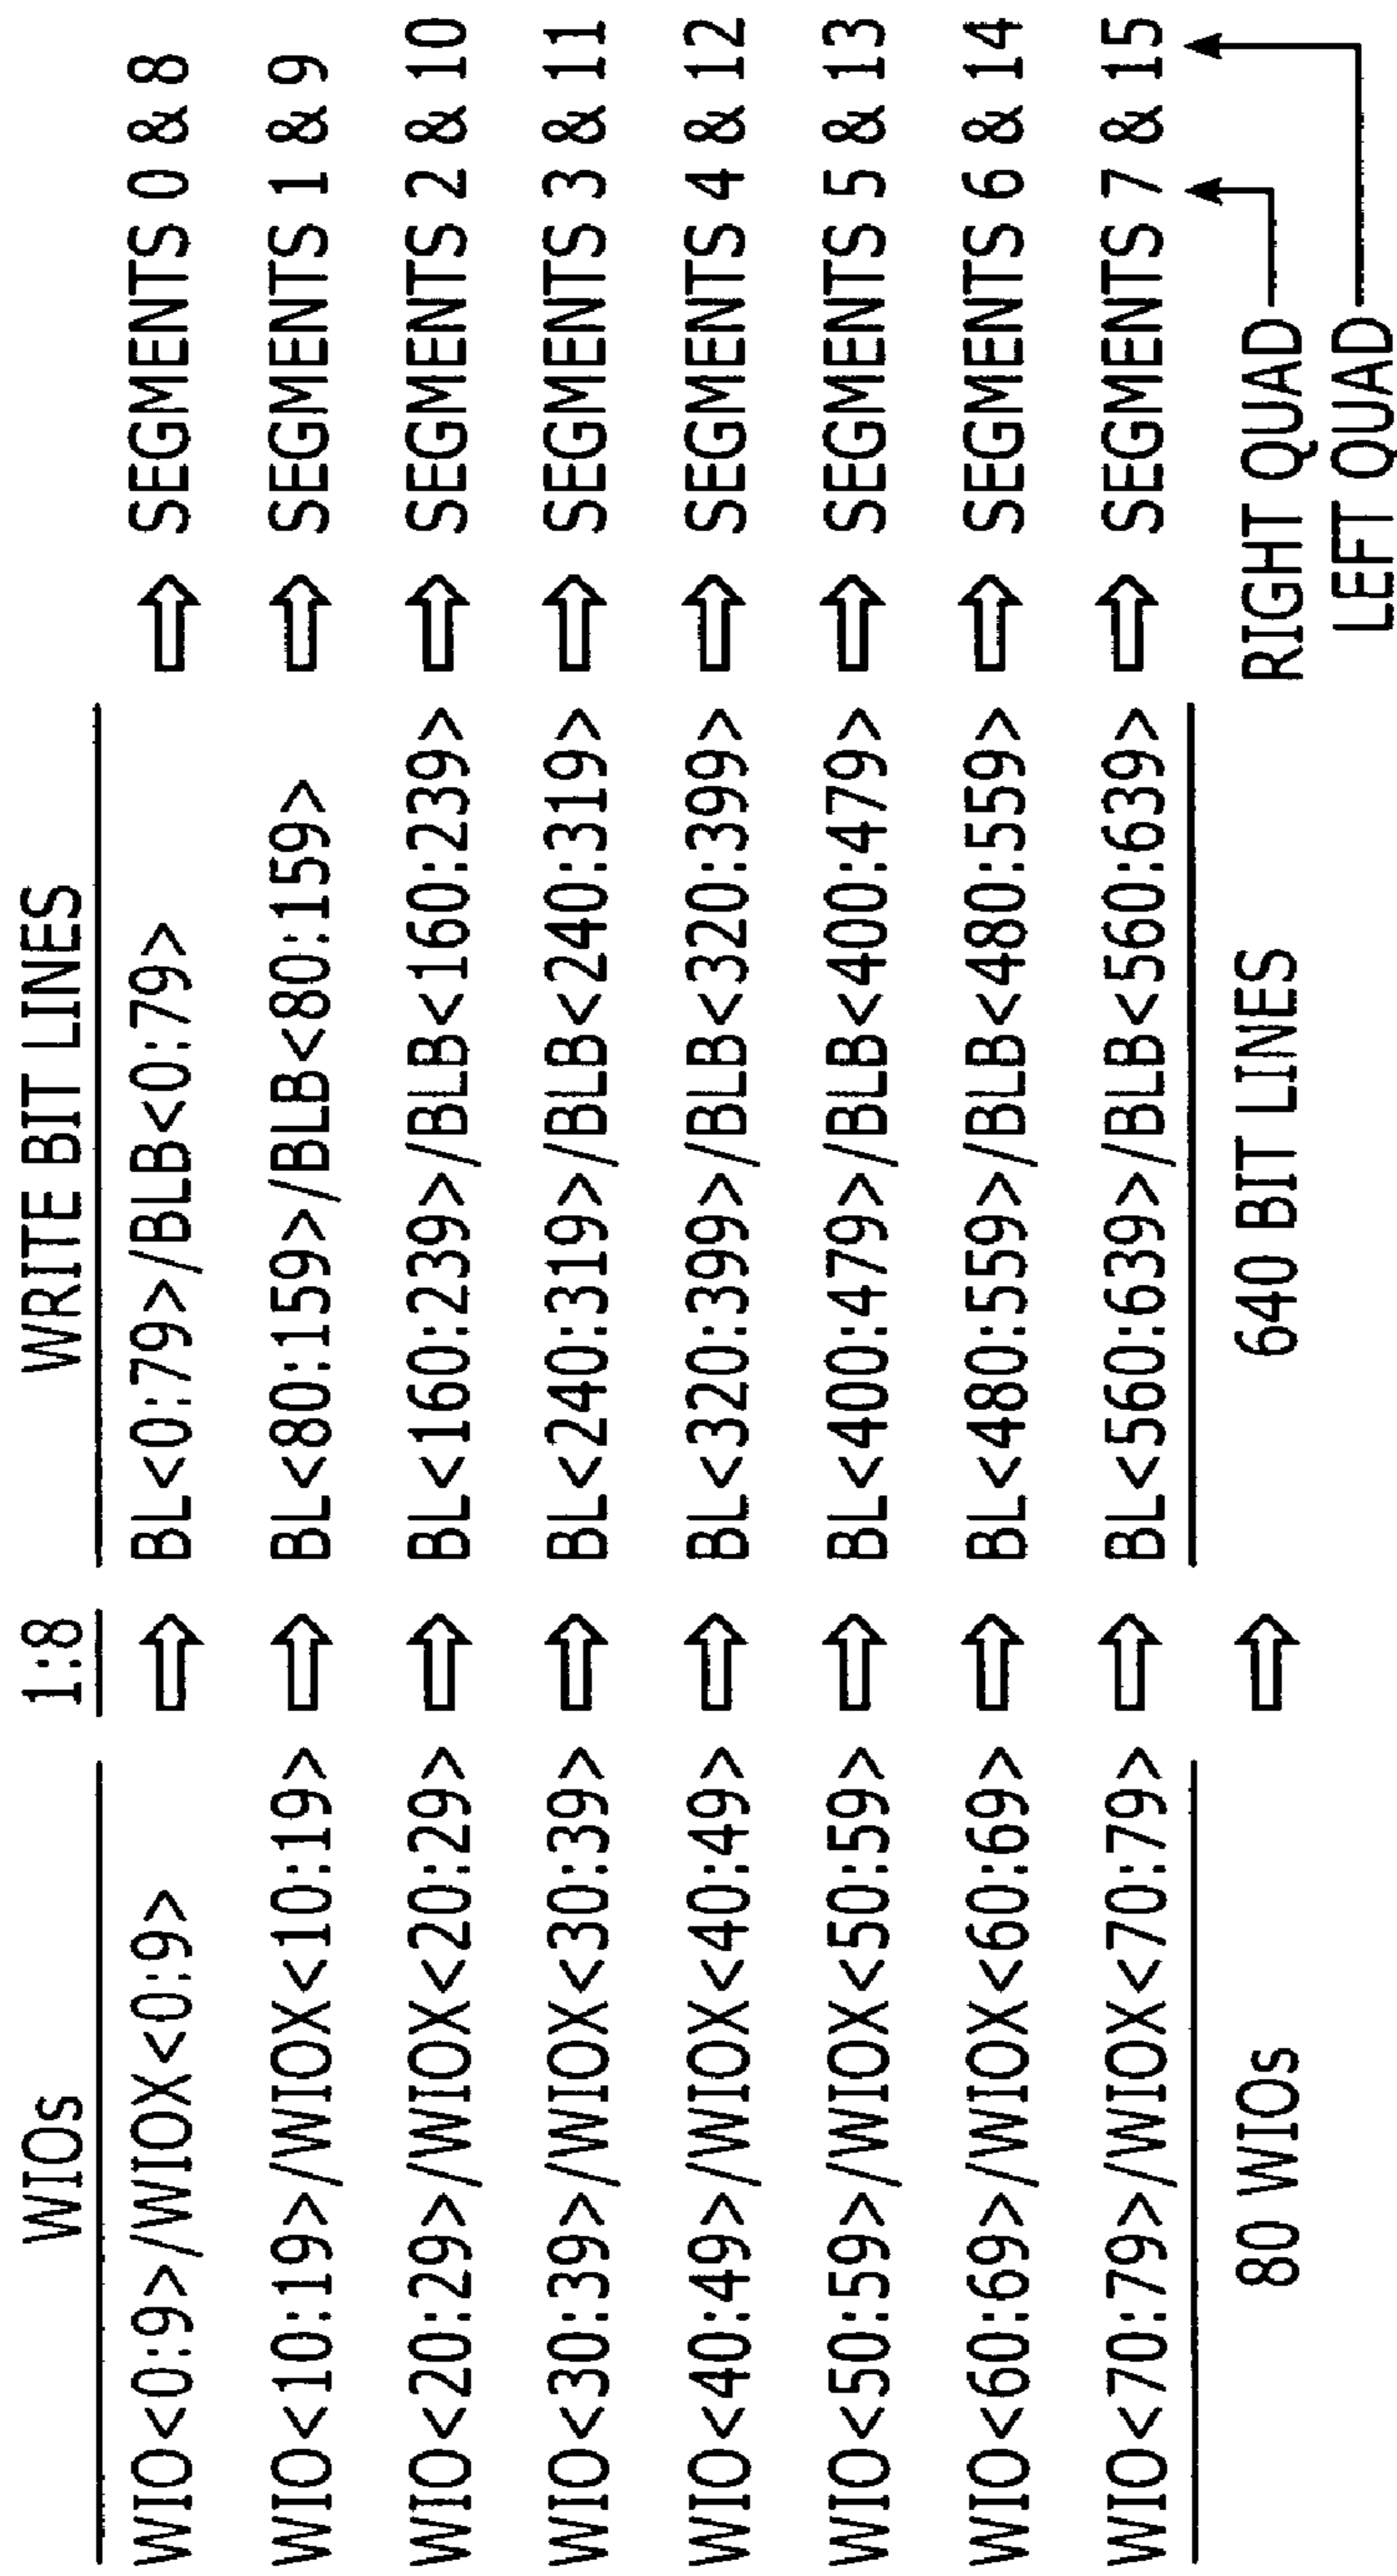 WIOs 1:8 WRITE BIT LINES
WIO<0:9>/WIOX<0:9> ⇨ BL<0:79>/BLB<0:79> ⇨ SEGMENTS 0 & 8
WIO<10:19>/WIOX<10:19> ⇨ BL<80:159>/BLB<80:159> ⇨ SEGMENTS 1 & 9
WIO<20:29>/WIOX<20:29> ⇨ BL<160:239>/BLB<160:239> ⇨ SEGMENTS 2 & 10
WIO<30:39>/WIOX<30:39> ⇨ BL<240:319>/BLB<240:319> ⇨ SEGMENTS 3 & 11
WIO<40:49>/WIOX<40:49> ⇨ BL<320:399>/BLB<320:399> ⇨ SEGMENTS 4 & 12
WIO<50:59>/WIOX<50:59> ⇨ BL<400:479>/BLB<400:479> ⇨ SEGMENTS 5 & 13
WIO<60:69>/WIOX<60:69> ⇨ BL<480:559>/BLB<480:559> ⇨ SEGMENTS 6 & 14
WIO<70:79>/WIOX<70:79> ⇨ BL<560:639>/BLB<560:639> ⇨ SEGMENTS 7 & 15
80 WIOs ⇨ 640 BIT LINES RIGHT QUAD
LEFT QUAD